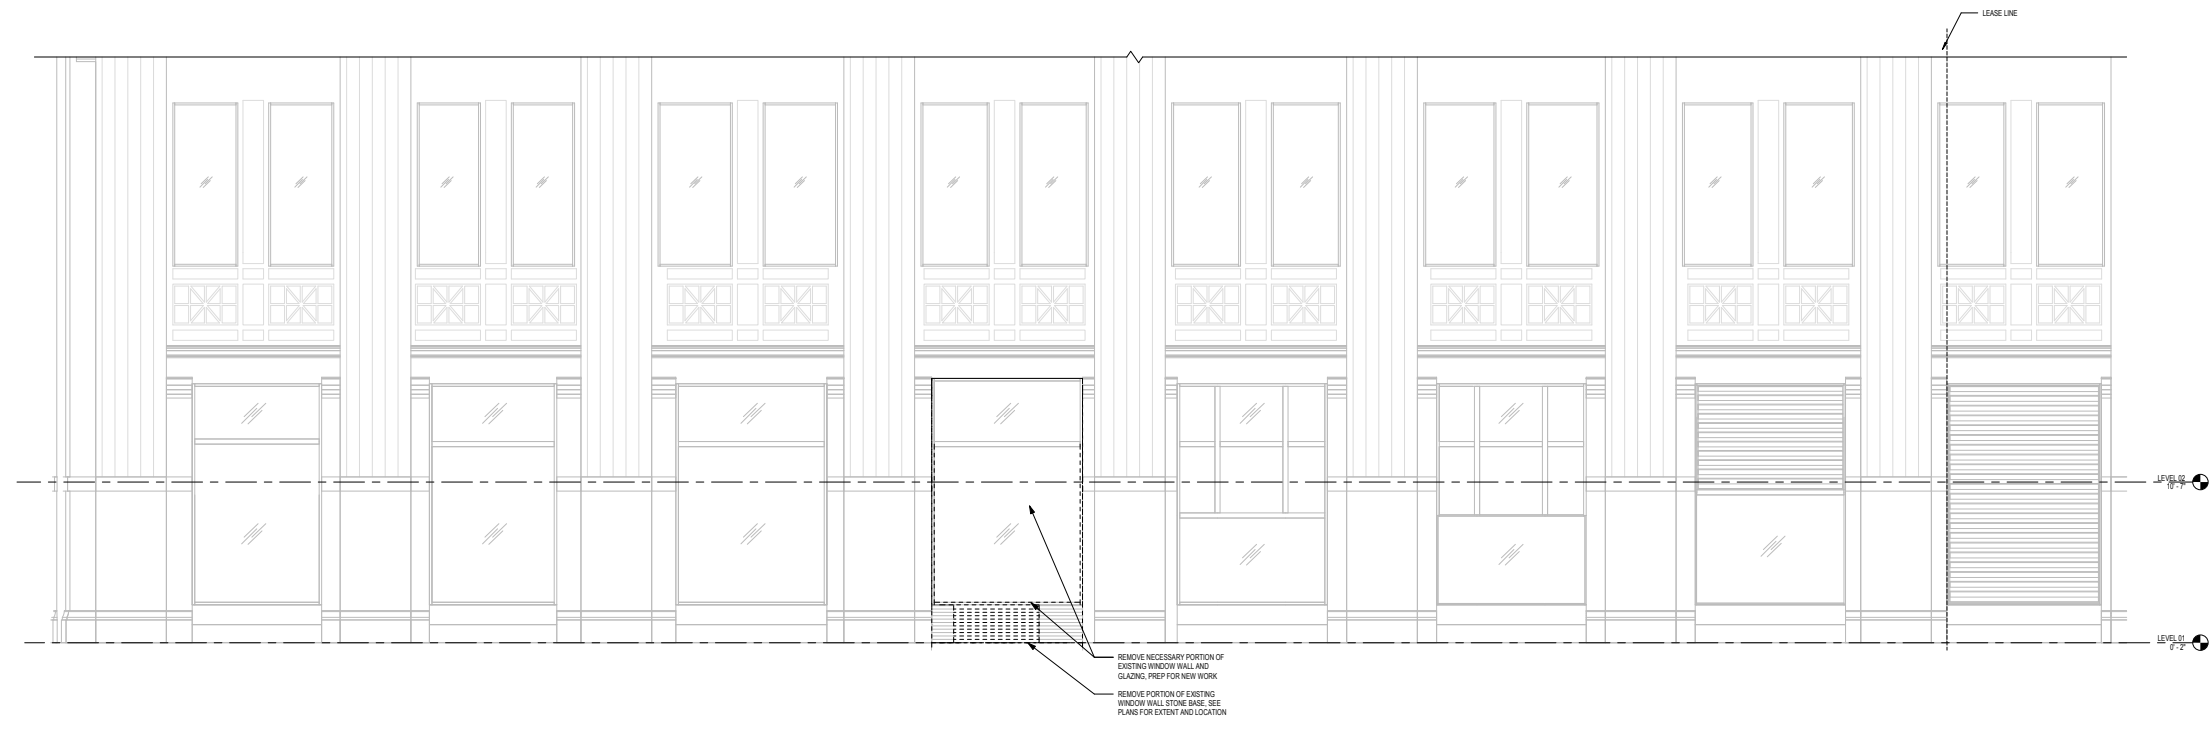 LEASE LINE
LEVEL 02
10' - 7"
LEVEL 01
0' - 2"
REMOVE NECESSARY PORTION OF
EXISTING WINDOW WALL AND
GLAZING, PREP FOR NEW WORK
REMOVE PORTION OF EXISTING
WINDOW WALL STONE BASE, SEE
PLANS FOR EXTENT AND LOCATION